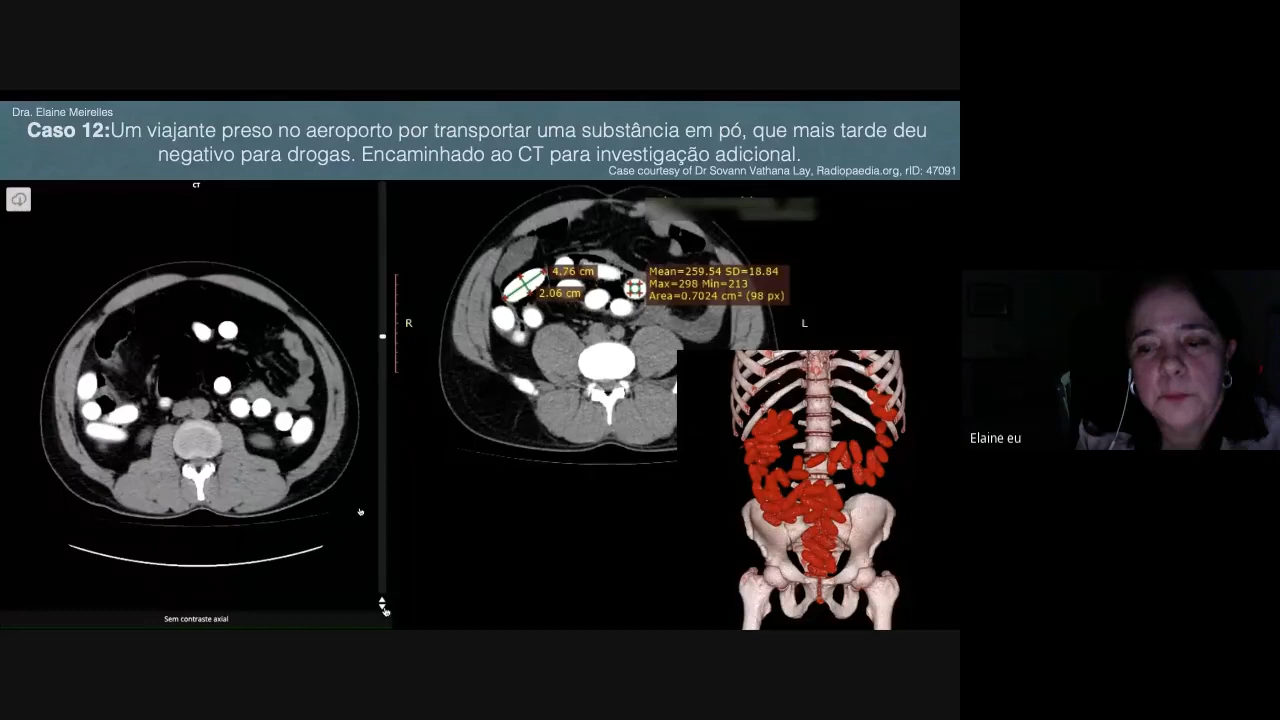 Dra. Elaine Meirelles
Caso 12:Um viajante preso no aeroporto por transportar uma substância em pó, que mais tarde deu
negativo para drogas. Encaminhado ao CT para investigação adicional.
Case courtesy of Dr Sovann Vathana Lay, Radiopaedia.org, rID: 47091
CT
4.76 cm
2.06 cm
Mean=259.54 SD=18.84
Max=298 Min=213
Area=0.7024 cm² (98 px)
R
L
Elaine eu
Sem contraste axial